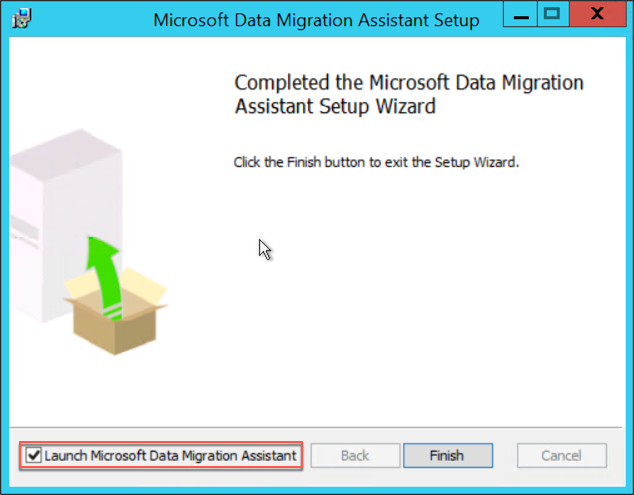 Microsoft Data Migration Assistant Setup
Completed the Microsoft Data Migration
Assistant Setup Wizard
Click the Finish button to exit the Setup Wizard.
Launch Microsoft Data Migration Assistant
Back
Finish
Cancel